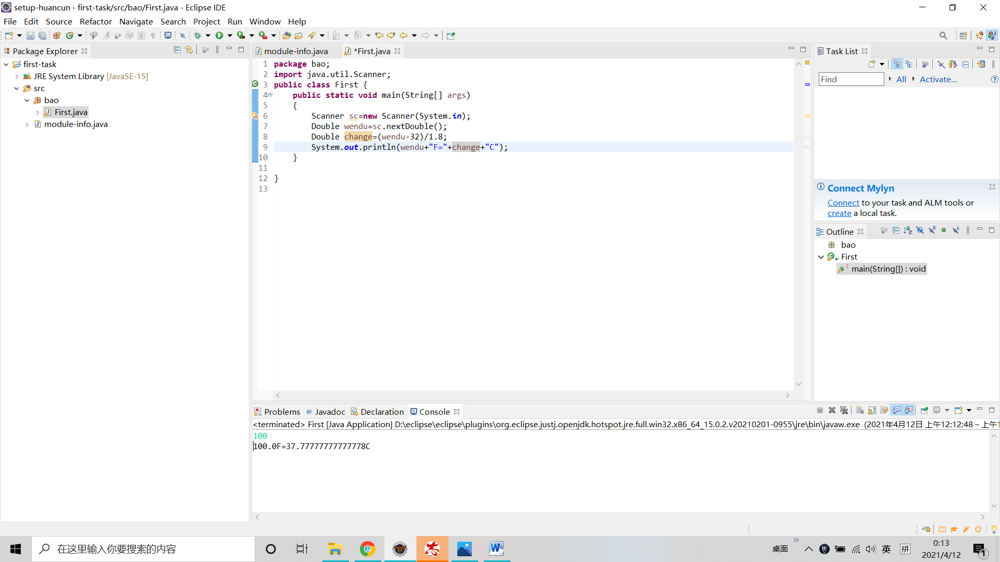 setup-huancun - first-task/src/bao/First.java - Eclipse IDE
File Edit Source Refactor Navigate Search Project Run Window Help
Package Explorer
first-task
JRE System Library [JavaSE-15]
src
bao
First.java
module-info.java
module-info.java
*First.java
1 package bao;
2 import java.util.Scanner;
3 public class First {
4 public static void main(String[] args)
5 {
6 Scanner sc=new Scanner(System.in);
7 Double wendu=sc.nextDouble();
8 Double change=(wendu-32)/1.8;
9 System.out.println(wendu+"F="+change+"C");
10 }
11
12 }
13
Task List
Find
All
Activate...
Connect Mylyn
Connect to your task and ALM tools or
create a local task.
Outline
bao
First
main(String[]) : void
Problems @ Javadoc Declaration Console
<terminated> First [Java Application] D:\eclipse\eclipse\plugins\org.eclipse.justj.openjdk.hotspot.jre.full.win32.x86_64_15.0.2.v20210201-0955\jre\bin\javaw.exe (2021年4月12日 上午12:12:48 – 上午1
100
100.0F=37.77777777777778C
在这里输入你要搜索的内容
桌面
英
拼
0:13
2021/4/12
1